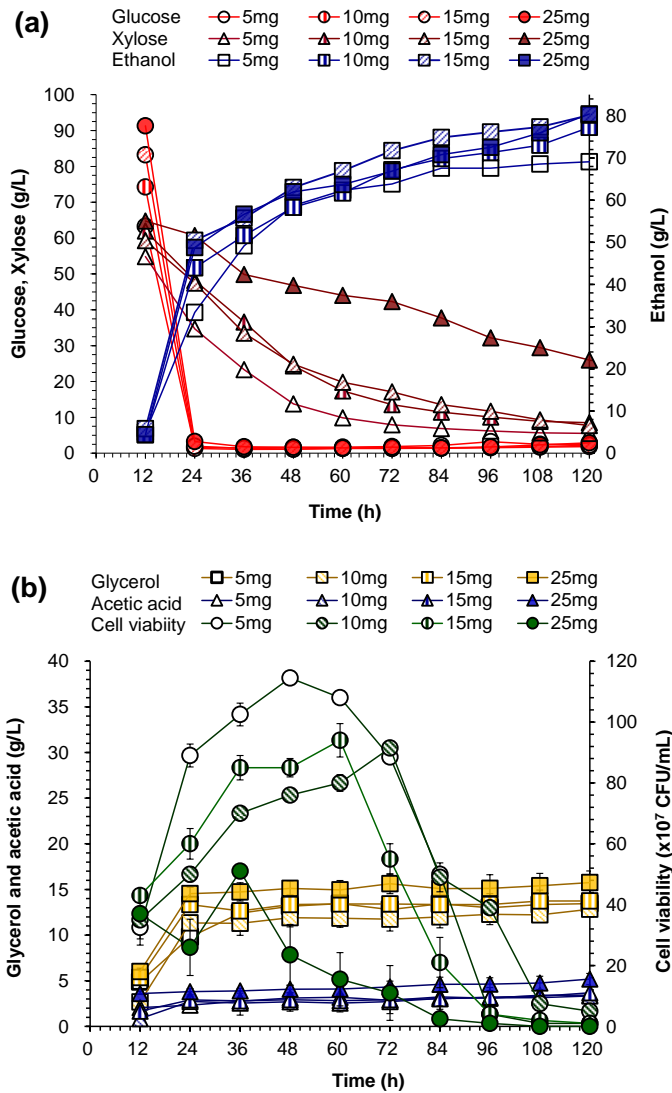 (a)
Glucose 5mg 10mg 15mg 25mg
Xylose 5mg 10mg 15mg 25mg
Ethanol 5mg 10mg 15mg 25mg
100
90
80
70
60
50
40
30
20
10
0
80
70
60
50
40
30
20
10
0
Glucose, Xylose (g/L)
Ethanol (g/L)
0 12 24 36 48 60 72 84 96 108 120
Time (h)
(b)
Glycerol 5mg 10mg 15mg 25mg
Acetic acid 5mg 10mg 15mg 25mg
Cell viabiity 5mg 10mg 15mg 25mg
40
35
30
25
20
15
10
5
0
120
100
80
60
40
20
0
Glycerol and acetic acid (g/L)
Cell viability (x10⁷ CFU/mL)
0 12 24 36 48 60 72 84 96 108 120
Time (h)